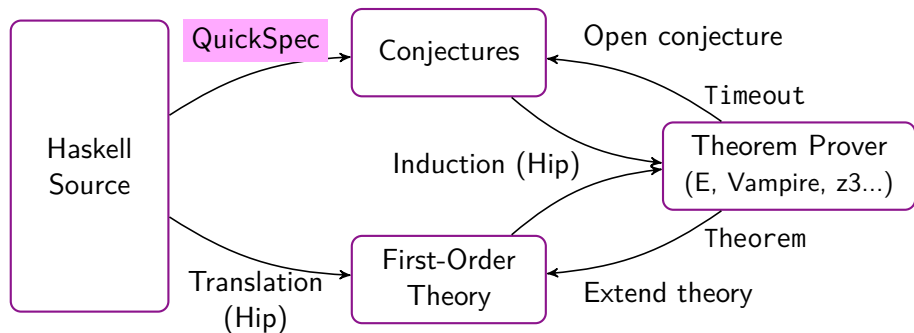 QuickSpec
Conjectures
Open conjecture
Timeout
Haskell
Source
Induction (Hip)
Theorem Prover
(E, Vampire, z3...)
Translation
(Hip)
First-Order
Theory
Theorem
Extend theory